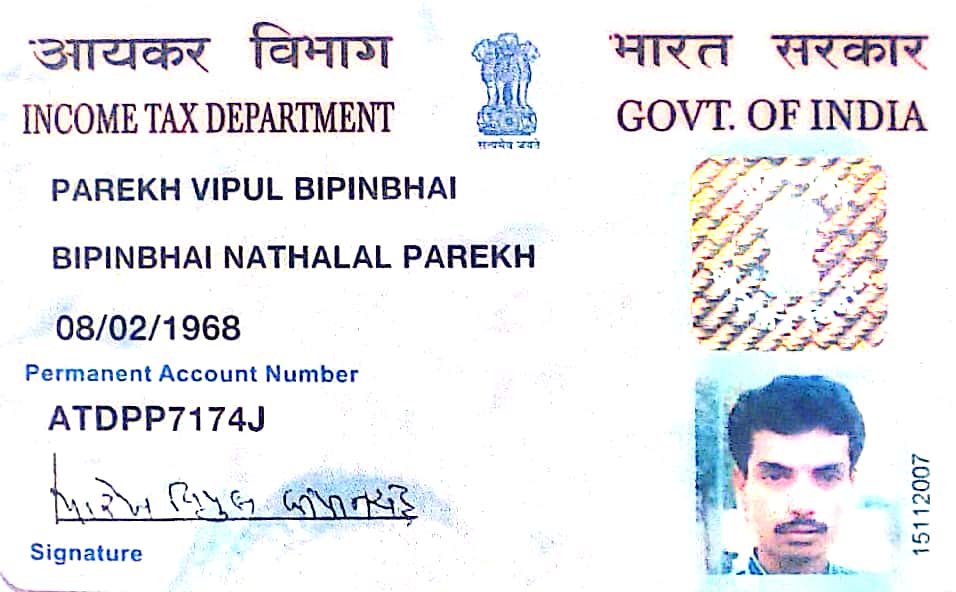 आयकर विभाग
भारत सरकार
INCOME TAX DEPARTMENT
GOVT. OF INDIA
सत्यमेव जयते
PAREKH VIPUL BIPINBHAI
BIPINBHAI NATHALAL PAREKH
08/02/1968
Permanent Account Number
ATDPP7174J
પારેખ વિપુલ
Signature
15112007